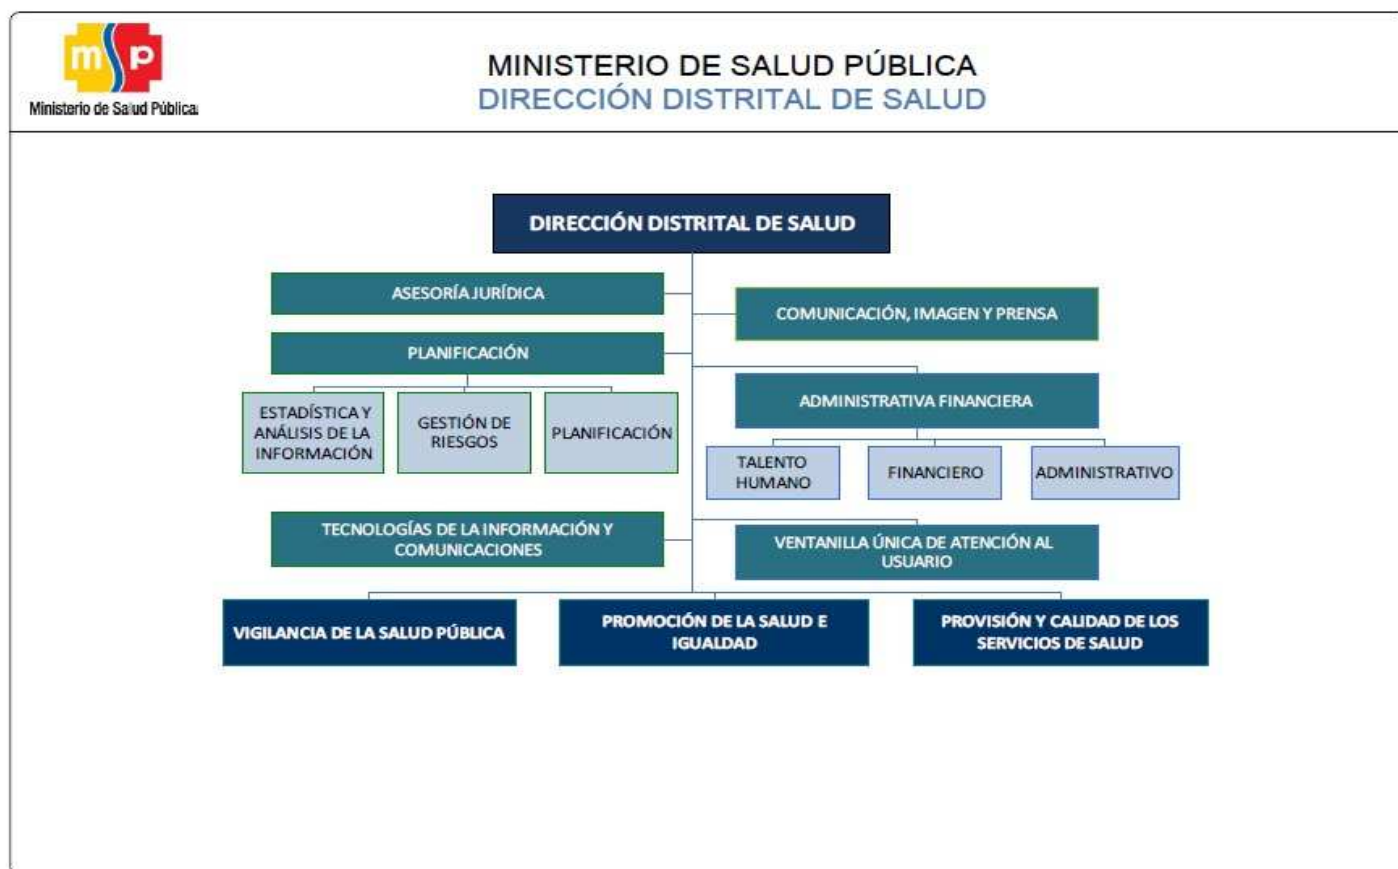 msp
Ministerio de Salud Pública
MINISTERIO DE SALUD PÚBLICA
DIRECCIÓN DISTRITAL DE SALUD
DIRECCIÓN DISTRITAL DE SALUD
ASESORÍA JURÍDICA
COMUNICACIÓN, IMAGEN Y PRENSA
PLANIFICACIÓN
ESTADÍSTICA Y
ANÁLISIS DE LA
INFORMACIÓN
GESTIÓN DE
RIESGOS
PLANIFICACIÓN
ADMINISTRATIVA FINANCIERA
TALENTO
HUMANO
FINANCIERO
ADMINISTRATIVO
TECNOLOGÍAS DE LA INFORMACIÓN Y
COMUNICACIONES
VENTANILLA ÚNICA DE ATENCIÓN AL
USUARIO
VIGILANCIA DE LA SALUD PÚBLICA
PROMOCIÓN DE LA SALUD E
IGUALDAD
PROVISIÓN Y CALIDAD DE LOS
SERVICIOS DE SALUD